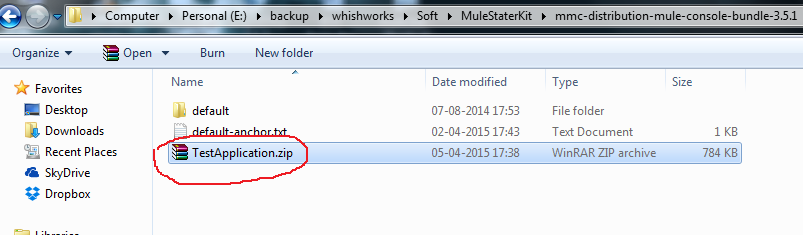 Computer Personal (E:) backup whishworks Soft MuleStaterKit mmc-distribution-mule-console-bundle-3.5.1
Organize Open Burn New folder
Favorites
Desktop
Downloads
Recent Places
SkyDrive
Dropbox
Name Date modified Type Size
default 07-08-2014 17:53 File folder
default-anchor.txt 02-04-2015 17:43 Text Document 1 KB
TestApplication.zip 05-04-2015 17:38 WinRAR ZIP archive 784 KB
Libraries